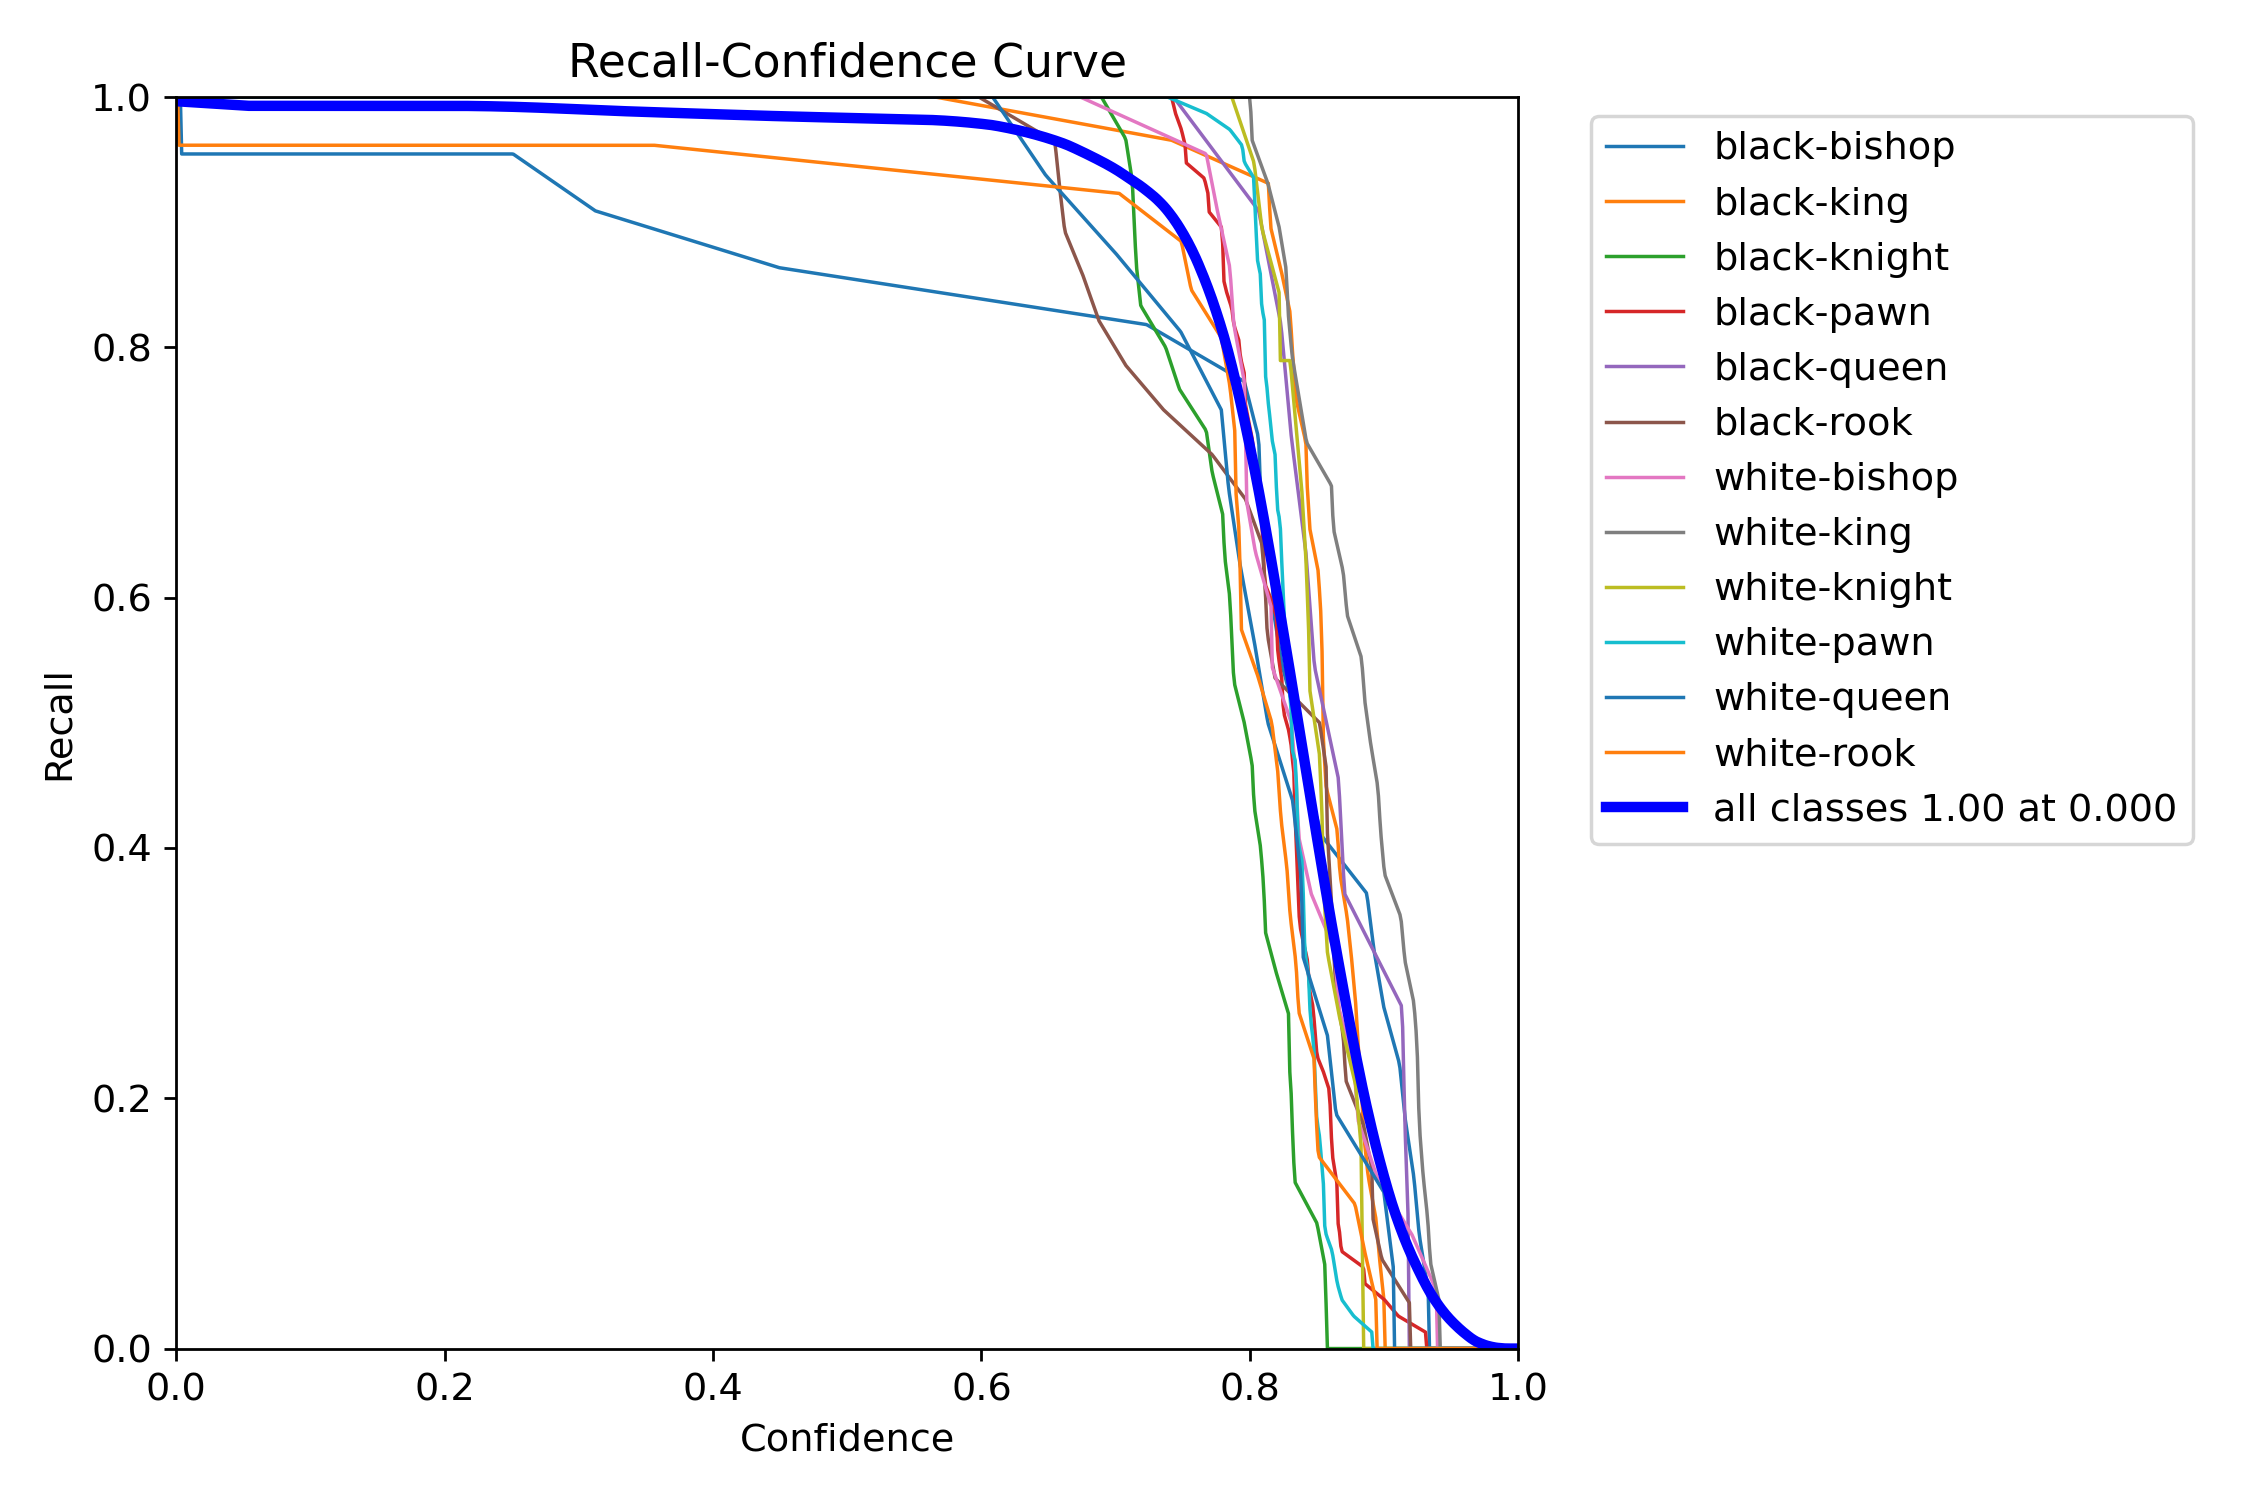 Recall-Confidence Curve
1.0
0.8
0.6
0.4
0.2
0.0
Recall
0.0 0.2 0.4 0.6 0.8 1.0
Confidence
black-bishop
black-king
black-knight
black-pawn
black-queen
black-rook
white-bishop
white-king
white-knight
white-pawn
white-queen
white-rook
all classes 1.00 at 0.000